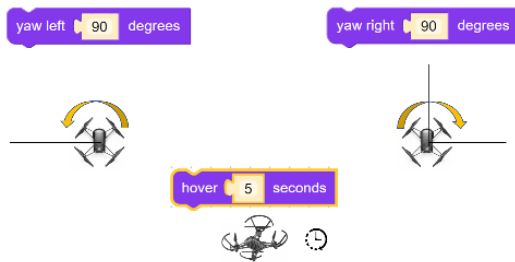 yaw left 90 degrees
yaw right 90 degrees
hover 5 seconds